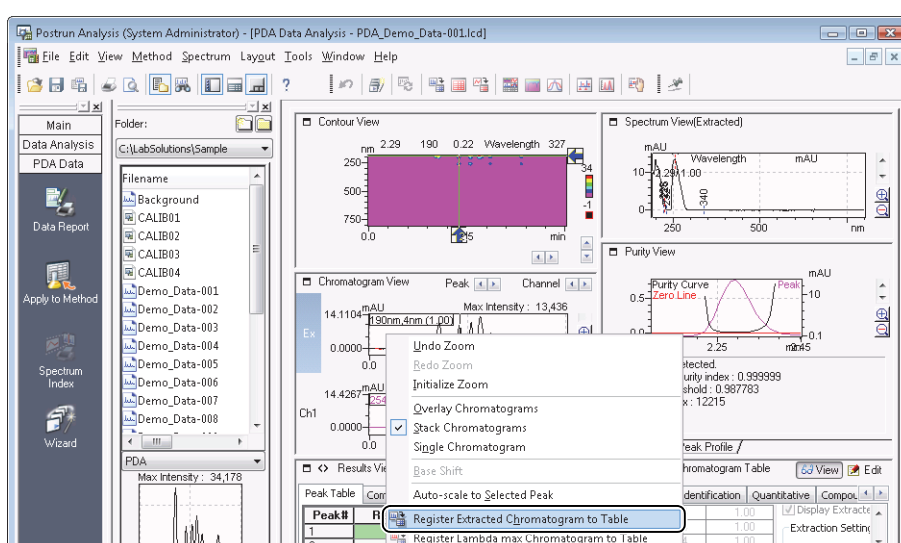 Postrun Analysis (System Administrator) - [PDA Data Analysis - PDA_Demo_Data-001.lcd]
File Edit View Method Spectrum Layout Tools Window Help
Main
Data Analysis
PDA Data
Data Report
Apply to Method
Spectrum
Index
Wizard
Folder:
C:\LabSolutions\Sample
Filename
Background
CALIB01
CALIB02
CALIB03
CALIB04
Demo_Data-001
Demo_Data-002
Demo_Data-003
Demo_Data-004
Demo_Data-005
Demo_Data-006
Demo_Data-007
Demo_Data-008
PDA
Max Intensity : 34,178
Contour View
nm 2.29 190 0.22 Wavelength 327
250
500
750
34
-1
0.0 min
Chromatogram View Peak Channel
Ex
14.1104 mAU Max Intensity : 13,436
190nm,4nm (1.00)
0.0000
0.0
Ch1
14.4267 mAU
254
0.0000
0.0
Undo Zoom
Redo Zoom
Initialize Zoom
Overlay Chromatograms
Stack Chromatograms
Single Chromatogram
Base Shift
Auto-scale to Selected Peak
Register Extracted Chromatogram to Table
Register Lambda max Chromatogram to Table
Results Vie
Peak Table Com
Peak# R
1
Spectrum View(Extracted)
mAU
Wavelength mAU
10
2.29/1.00
340
0
250 500 nm
Purity View
mAU
Purity Curve Peak
Zero Line
0.5
10
0.0
-0.1
2.25
etected.
urity index : 0.999999
shold : 0.987783
x : 12215
Peak Profile
hromatogram Table View Edit
dentification Quantitative Compou
1.00
1.00
Display Extracte
Extraction Setting